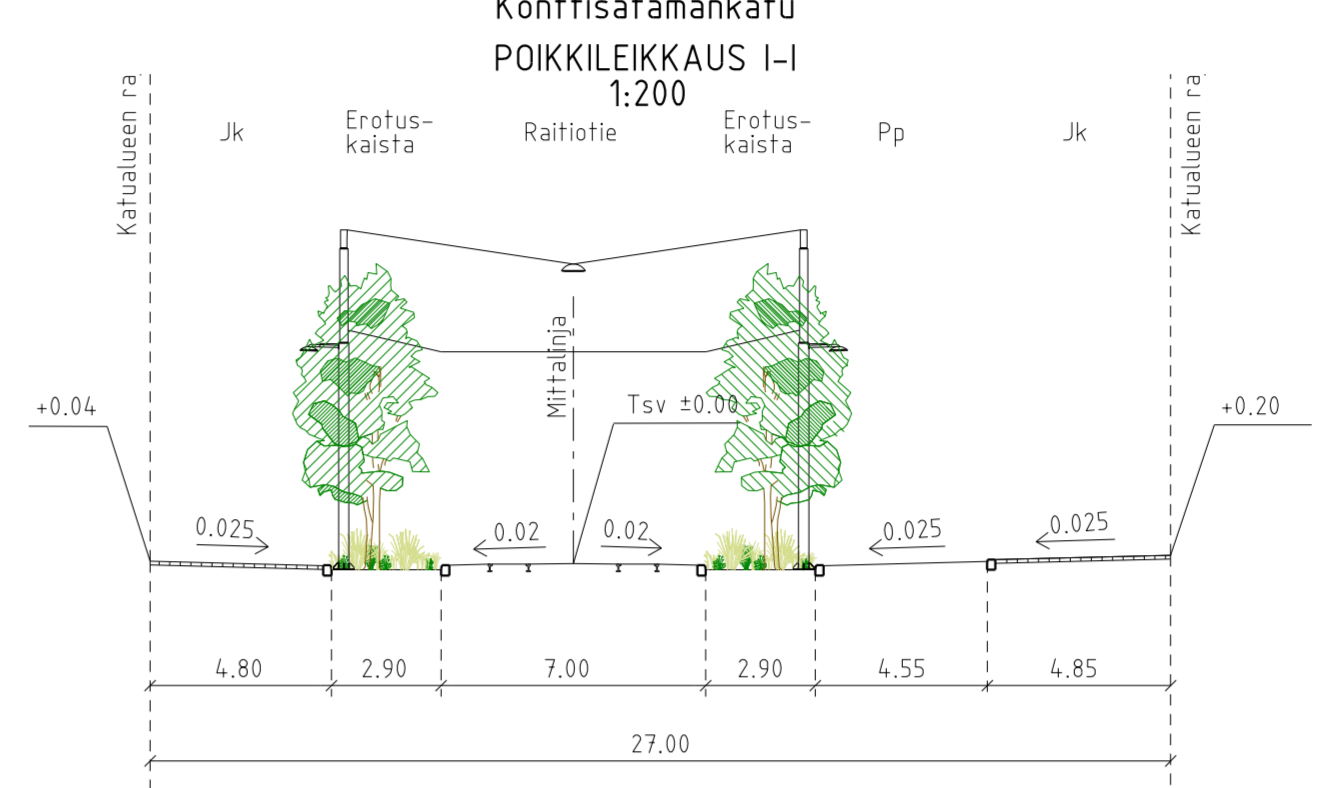 Konttisatamankatu
POIKKILEIKKAUS I-I
1:200
Katualueen ra
Jk
Erotus-
kaista
Raitiotie
Erotus-
kaista
Pp
Jk
Katualueen ra
Mittalinja
+0.04
Tsv ±0.00
+0.20
0.025
0.02
0.02
0.025
0.025
4.80
2.90
7.00
2.90
4.55
4.85
27.00